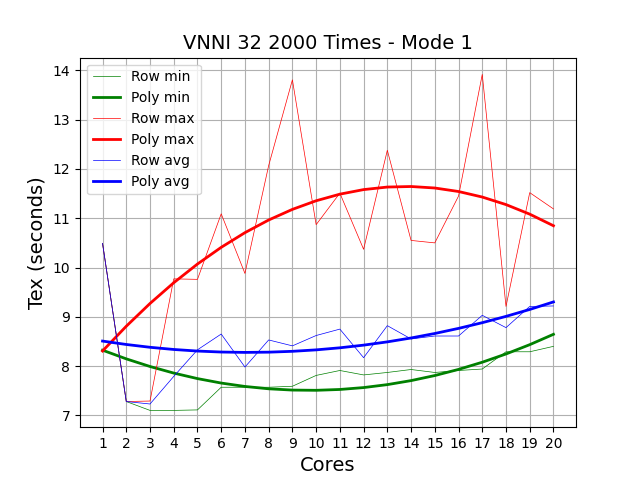 VNNI 32 2000 Times - Mode 1
Row min
Poly min
Row max
Poly max
Row avg
Poly avg
14
13
12
11
10
9
8
7
Tex (seconds)
1 2 3 4 5 6 7 8 9 10 11 12 13 14 15 16 17 18 19 20
Cores